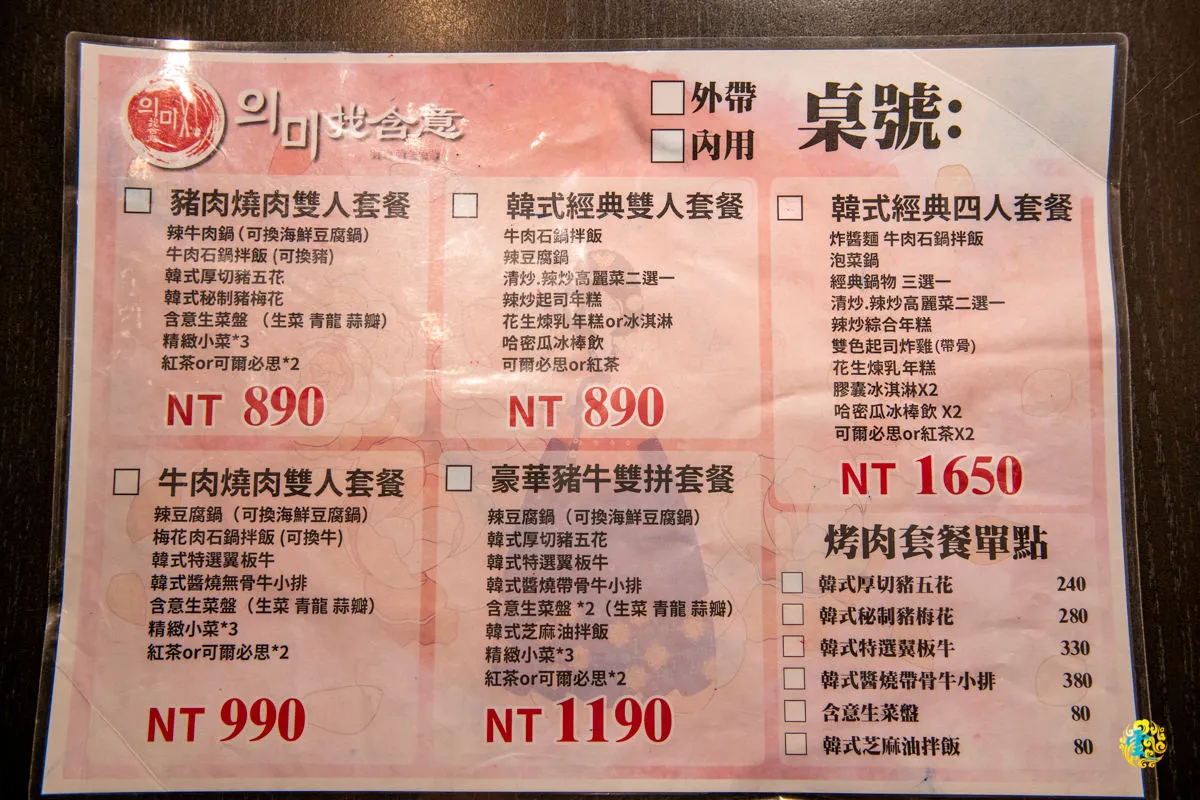 의미 找含意
의미 找含意
外帶
內用
桌號:
豬肉燒肉雙人套餐
辣牛肉鍋(可換海鮮豆腐鍋)
牛肉石鍋拌飯 (可換豬)
韓式厚切豬五花
韓式秘制豬梅花
含意生菜盤 (生菜 青龍 蒜瓣)
精緻小菜*3
紅茶or可爾必思*2
NT 890
韓式經典雙人套餐
牛肉石鍋拌飯
辣豆腐鍋
清炒.辣炒高麗菜二選一
辣炒起司年糕
花生煉乳年糕or冰淇淋
哈密瓜冰棒飲
可爾必思or紅茶
NT 890
韓式經典四人套餐
炸醬麵 牛肉石鍋拌飯
泡菜鍋
經典鍋物 三選一
清炒.辣炒高麗菜二選一
辣炒綜合年糕
雙色起司炸雞(帶骨)
花生煉乳年糕
膠囊冰淇淋X2
哈密瓜冰棒飲 X2
可爾必思or紅茶X2
NT 1650
牛肉燒肉雙人套餐
辣豆腐鍋(可換海鮮豆腐鍋)
梅花肉石鍋拌飯 (可換牛)
韓式特選翼板牛
韓式醬燒無骨牛小排
含意生菜盤(生菜 青龍 蒜瓣)
精緻小菜*3
紅茶or可爾必思*2
NT 990
豪華豬牛雙拼套餐
辣豆腐鍋(可換海鮮豆腐鍋)
韓式厚切豬五花
韓式特選翼板牛
韓式醬燒帶骨牛小排
含意生菜盤 *2(生菜 青龍 蒜瓣)
韓式芝麻油拌飯
精緻小菜*3
紅茶or可爾必思*2
NT 1190
烤肉套餐單點
韓式厚切豬五花 240
韓式秘制豬梅花 280
韓式特選翼板牛 330
韓式醬燒帶骨牛小排 380
含意生菜盤 80
韓式芝麻油拌飯 80